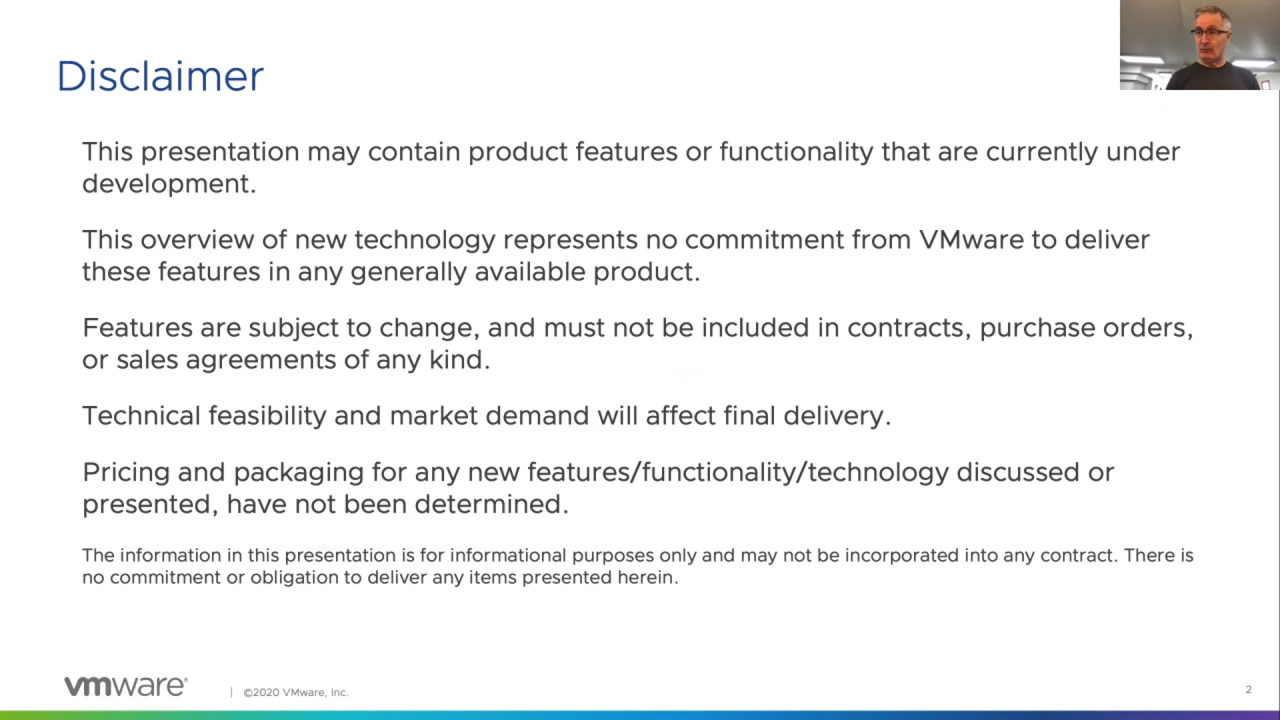 Disclaimer
This presentation may contain product features or functionality that are currently under
development.
This overview of new technology represents no commitment from VMware to deliver
these features in any generally available product.
Features are subject to change, and must not be included in contracts, purchase orders,
or sales agreements of any kind.
Technical feasibility and market demand will affect final delivery.
Pricing and packaging for any new features/functionality/technology discussed or
presented, have not been determined.
The information in this presentation is for informational purposes only and may not be incorporated into any contract. There is
no commitment or obligation to deliver any items presented herein.
vmware® | ©2020 VMware, Inc. 2